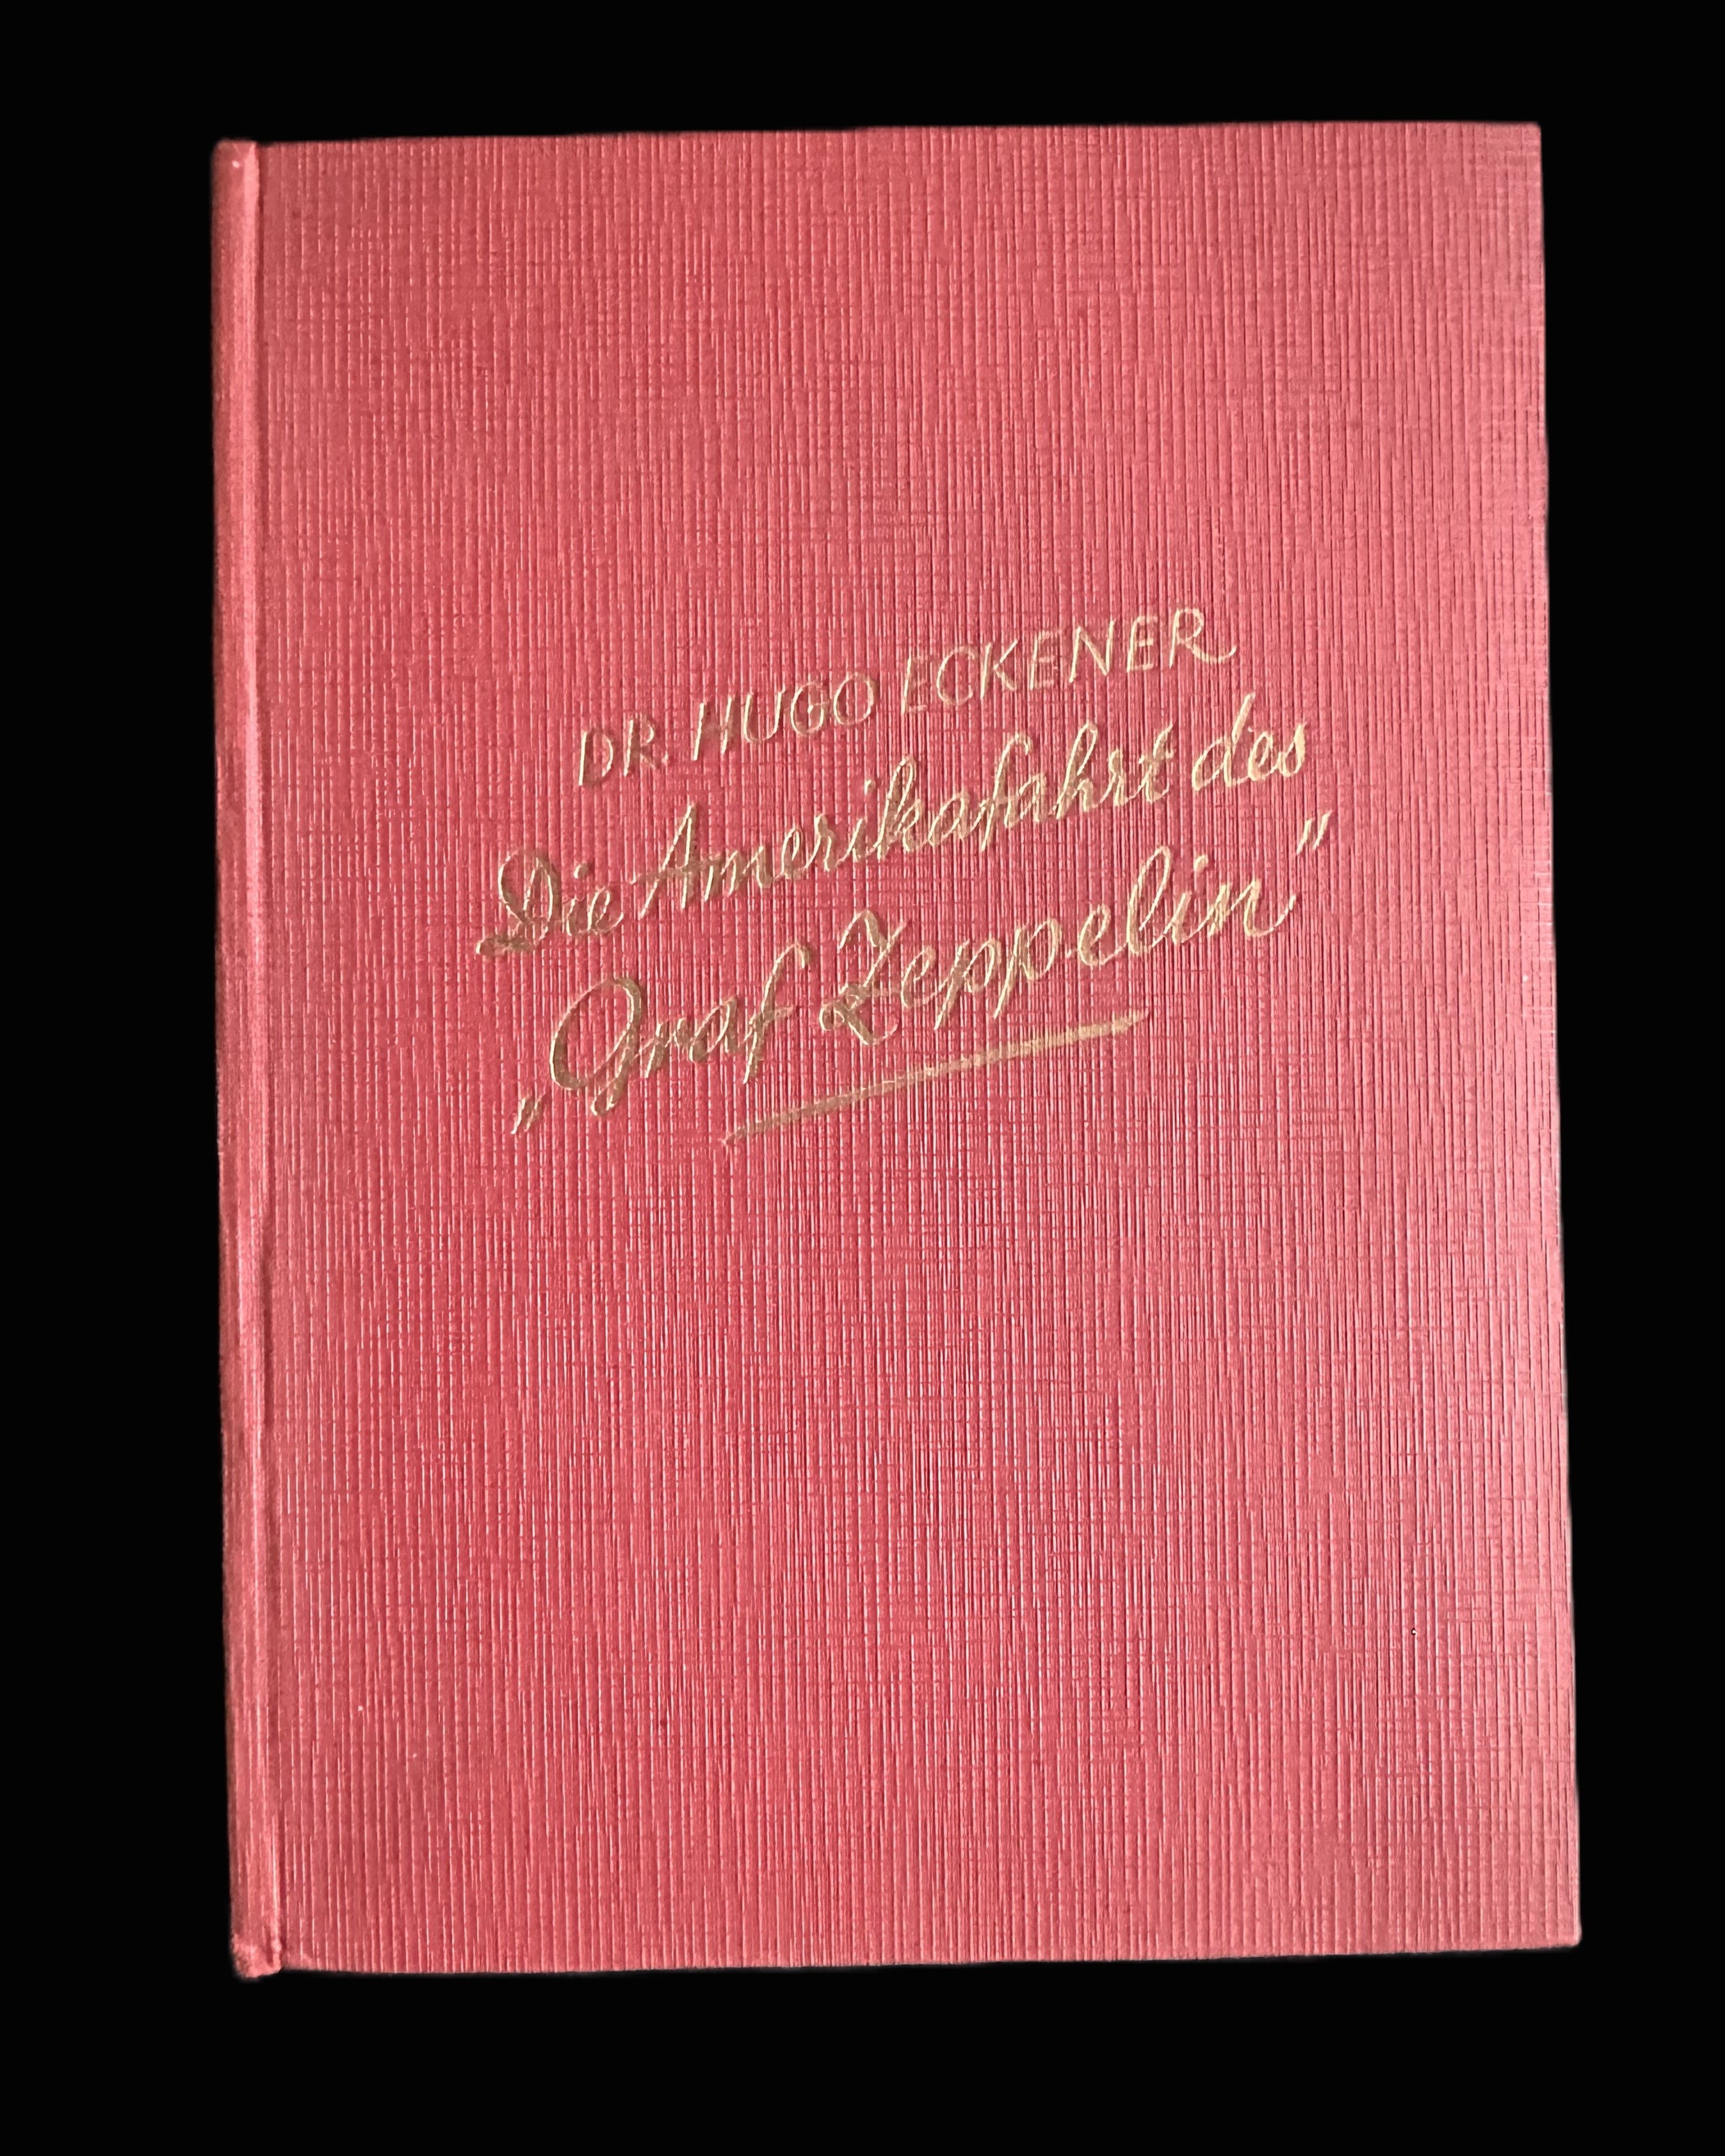 DR. HUGO ECKENER
Die Amerikafahrt des
„Graf Zeppelin”